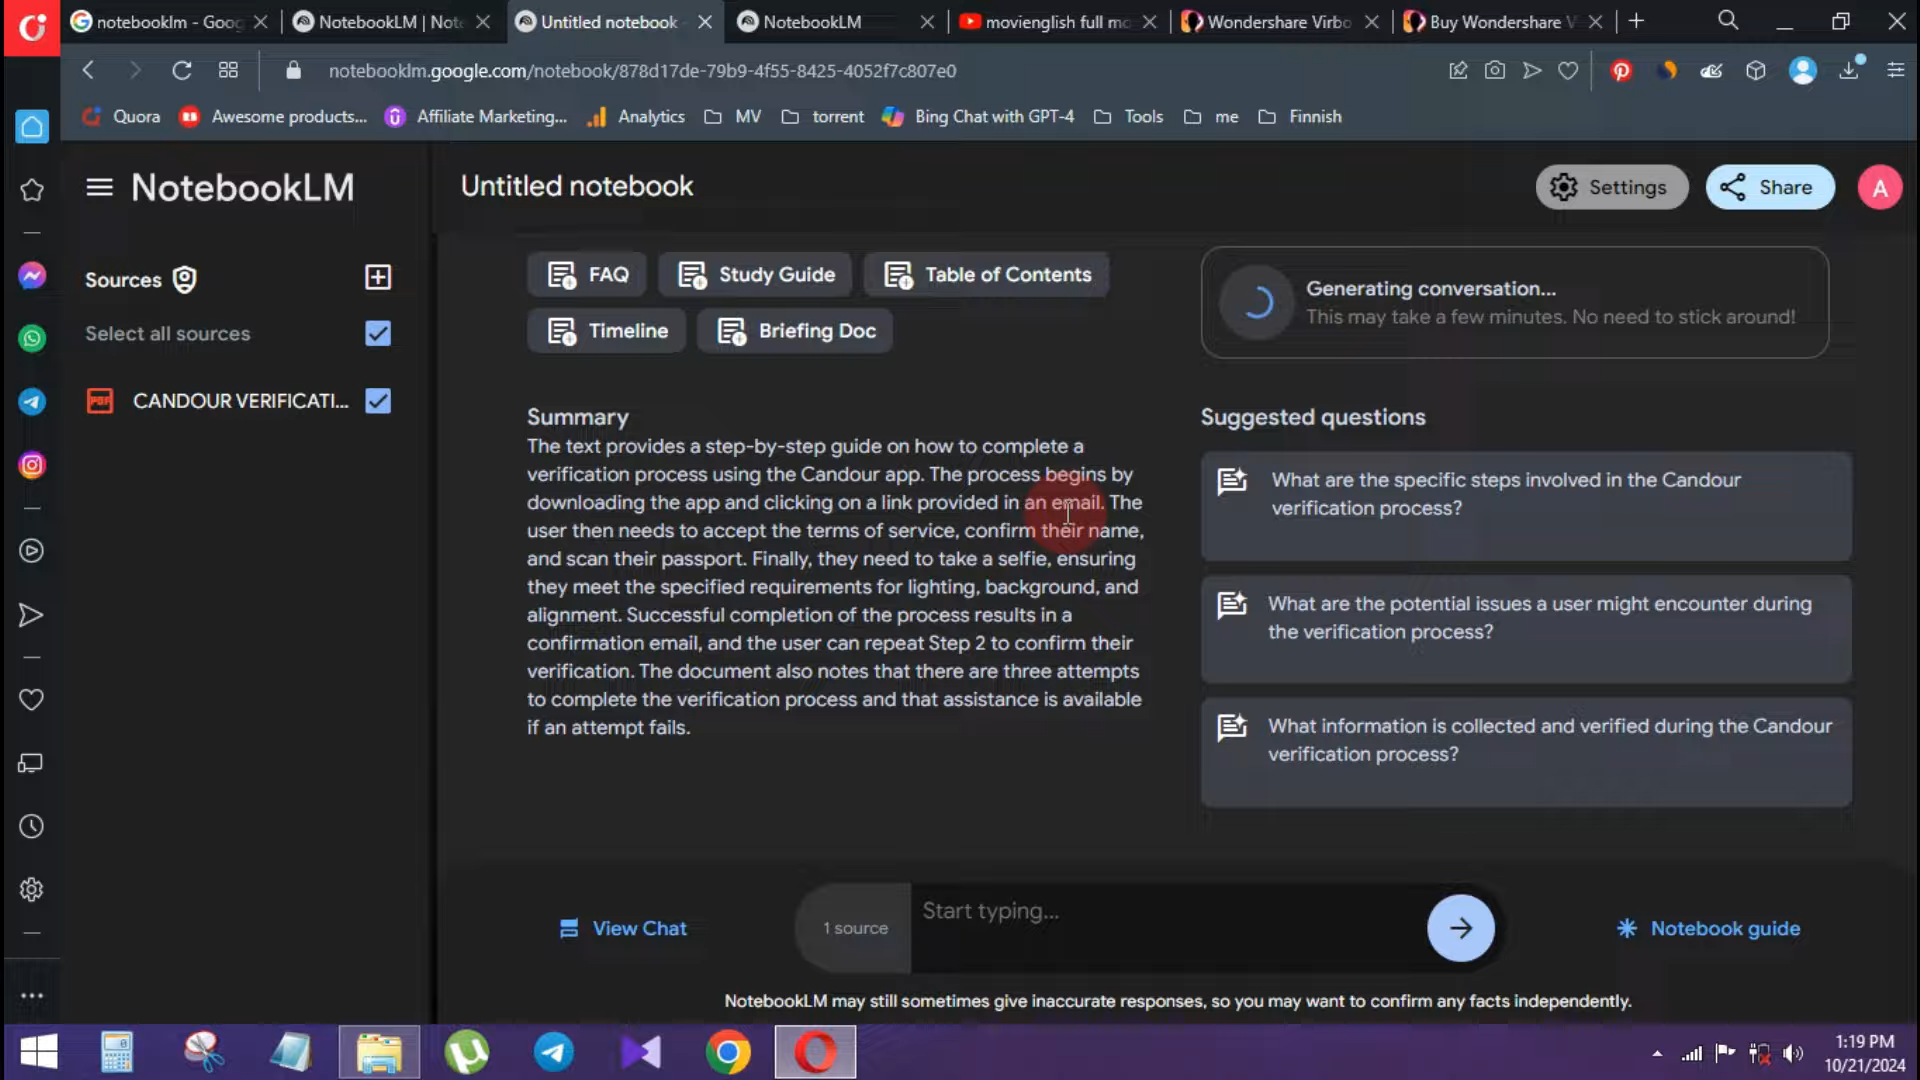 notebooklm - Goog
NotebookLM | Note
Untitled notebook
NotebookLM
movienglish full mo
Wondershare Virbo
Buy Wondershare V
notebooklm.google.com/notebook/878d17de-79b9-4f55-8425-4052f7c807e0
Quora
Awesome products...
Affiliate Marketing...
Analytics
MV
torrent
Bing Chat with GPT-4
Tools
me
Finnish
NotebookLM
Untitled notebook
Settings
Share
A
Sources
Select all sources
PDF
CANDOUR VERIFICATI...
FAQ
Study Guide
Table of Contents
Timeline
Briefing Doc
Generating conversation...
This may take a few minutes. No need to stick around!
Summary
The text provides a step-by-step guide on how to complete a
verification process using the Candour app. The process begins by
downloading the app and clicking on a link provided in an email. The
user then needs to accept the terms of service, confirm their name,
and scan their passport. Finally, they need to take a selfie, ensuring
they meet the specified requirements for lighting, background, and
alignment. Successful completion of the process results in a
confirmation email, and the user can repeat Step 2 to confirm their
verification. The document also notes that there are three attempts
to complete the verification process and that assistance is available
if an attempt fails.
Suggested questions
What are the specific steps involved in the Candour
verification process?
What are the potential issues a user might encounter during
the verification process?
What information is collected and verified during the Candour
verification process?
View Chat
1 source
Start typing...
Notebook guide
NotebookLM may still sometimes give inaccurate responses, so you may want to confirm any facts independently.
1:19 PM
10/21/2024